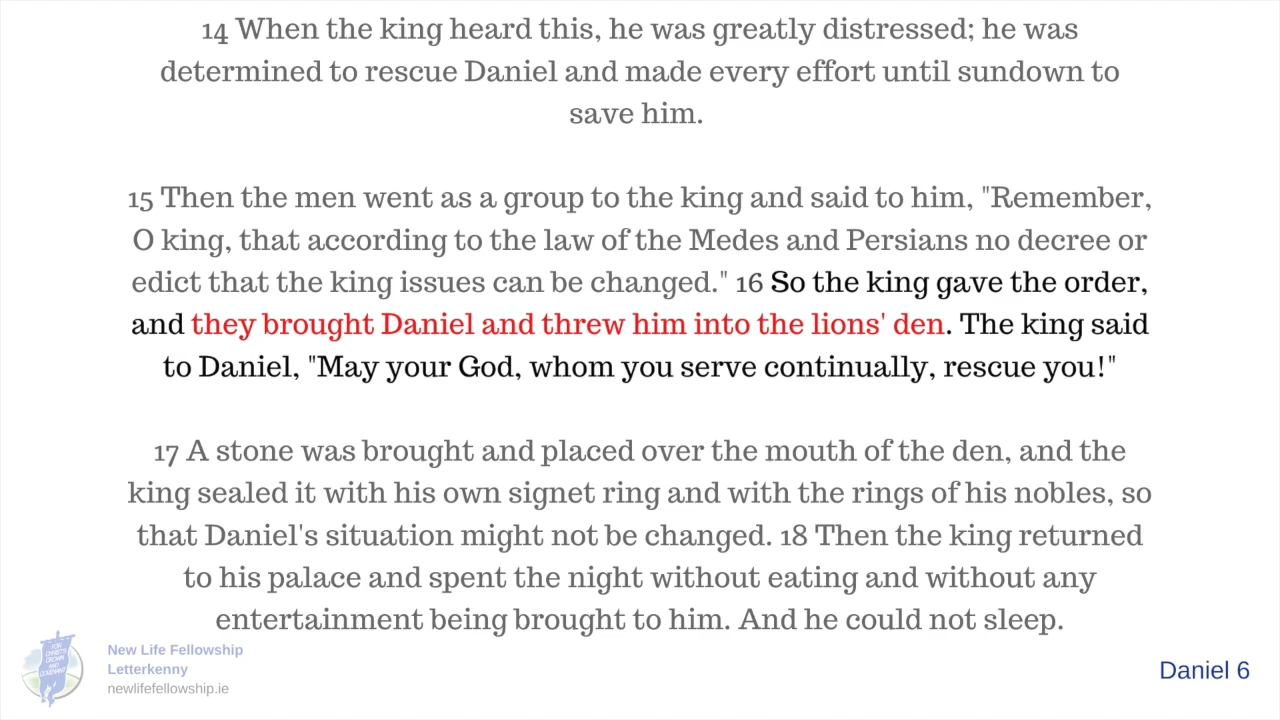 14 When the king heard this, he was greatly distressed; he was
determined to rescue Daniel and made every effort until sundown to
save him.
15 Then the men went as a group to the king and said to him, "Remember,
O king, that according to the law of the Medes and Persians no decree or
edict that the king issues can be changed." 16 So the king gave the order,
and they brought Daniel and threw him into the lions' den. The king said
to Daniel, "May your God, whom you serve continually, rescue you!"
17 A stone was brought and placed over the mouth of the den, and the
king sealed it with his own signet ring and with the rings of his nobles, so
that Daniel's situation might not be changed. 18 Then the king returned
to his palace and spent the night without eating and without any
entertainment being brought to him. And he could not sleep.
FOR
CHRIST'S
CROWN
AND
COVENANT
New Life Fellowship
Letterkenny
newlifefellowship.ie
Daniel 6